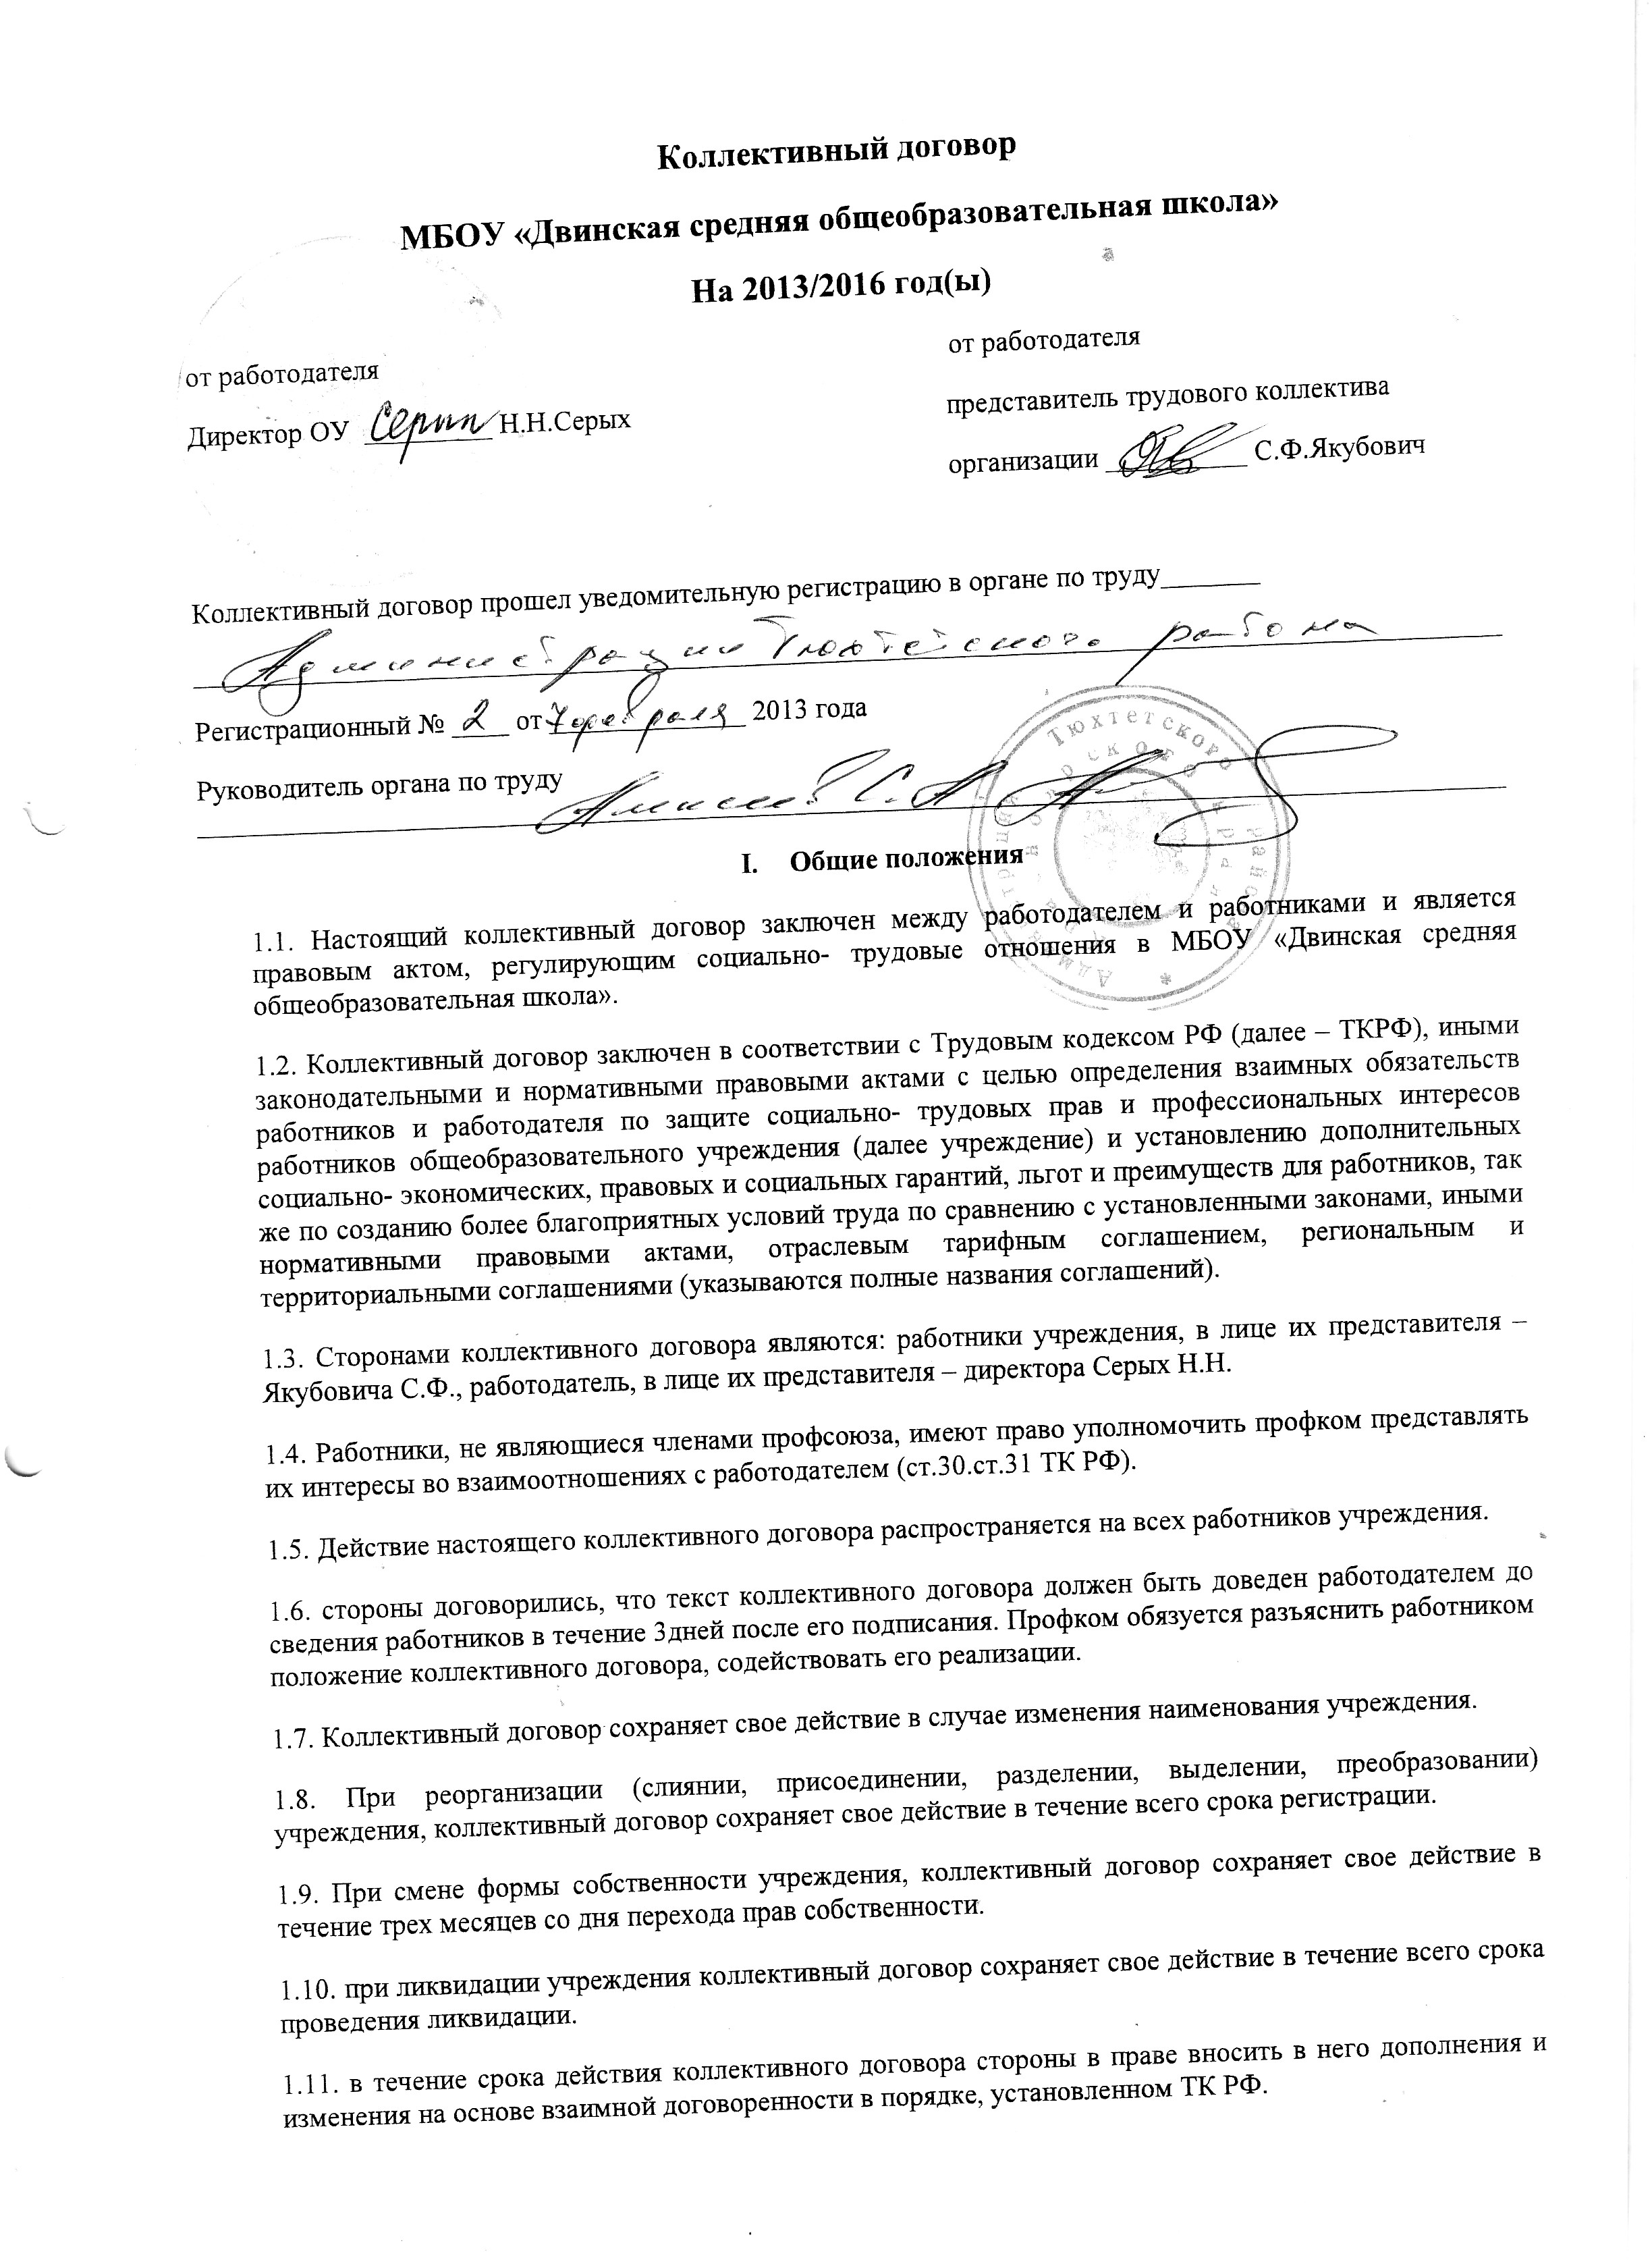 Коллективный договор
МБОУ «Двинская средняя общеобразовательная школа»
На 2013/2016 год(ы)
от работодателя
Директор ОУ Серых Н.Н.Серых
от работодателя
представитель трудового коллектива
организации С.Ф.Якубович
Коллективный договор прошел уведомительную регистрацию в органе по труду
Администрации Тюхтетского района
Регистрационный № 2 от 7 февраля 2013 года
Руководитель органа по труду
Тюхтетского
I. Общие положения
1.1. Настоящий коллективный договор заключен между работодателем и работниками и является
правовым актом, регулирующим социально- трудовые отношения в МБОУ «Двинская средняя
общеобразовательная школа».
1.2. Коллективный договор заключен в соответствии с Трудовым кодексом РФ (далее – ТКРФ), иными
законодательными и нормативными правовыми актами с целью определения взаимных обязательств
работников и работодателя по защите социально- трудовых прав и профессиональных интересов
работников общеобразовательного учреждения (далее учреждение) и установлению дополнительных
социально- экономических, правовых и социальных гарантий, льгот и преимуществ для работников, так
же по созданию более благоприятных условий труда по сравнению с установленными законами, иными
нормативными правовыми актами, отраслевым тарифным соглашением, региональным и
территориальными соглашениями (указываются полные названия соглашений).
1.3. Сторонами коллективного договора являются: работники учреждения, в лице их представителя –
Якубовича С.Ф., работодатель, в лице их представителя – директора Серых Н.Н.
1.4. Работники, не являющиеся членами профсоюза, имеют право уполномочить профком представлять
их интересы во взаимоотношениях с работодателем (ст.30.ст.31 ТК РФ).
1.5. Действие настоящего коллективного договора распространяется на всех работников учреждения.
1.6. стороны договорились, что текст коллективного договора должен быть доведен работодателем до
сведения работников в течение 3дней после его подписания. Профком обязуется разъяснить работником
положение коллективного договора, содействовать его реализации.
1.7. Коллективный договор сохраняет свое действие в случае изменения наименования учреждения.
1.8. При реорганизации (слиянии, присоединении, разделении, выделении, преобразовании)
учреждения, коллективный договор сохраняет свое действие в течение всего срока регистрации.
1.9. При смене формы собственности учреждения, коллективный договор сохраняет свое действие в
течение трех месяцев со дня перехода прав собственности.
1.10. при ликвидации учреждения коллективный договор сохраняет свое действие в течение всего срока
проведения ликвидации.
1.11. в течение срока действия коллективного договора стороны в праве вносить в него дополнения и
изменения на основе взаимной договоренности в порядке, установленном ТК РФ.